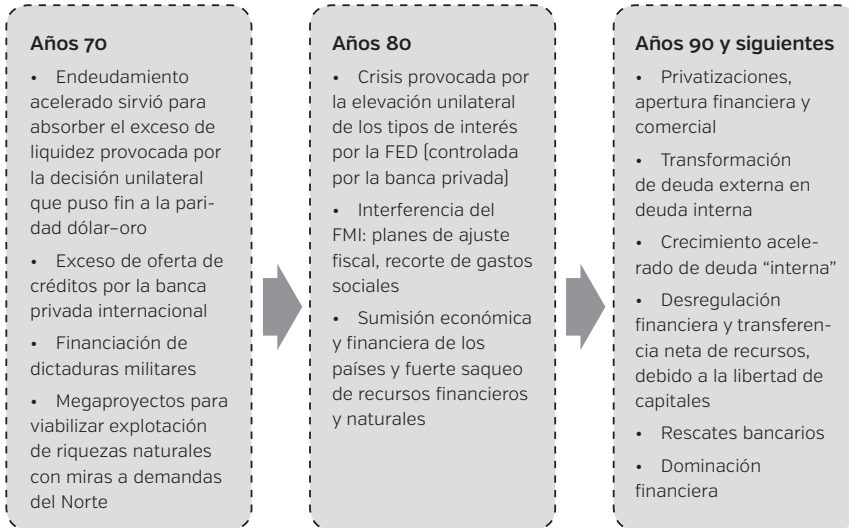 Años 70
• Endeudamiento
acelerado sirvió para
absorber el exceso de
liquidez provocada por
la decisión unilateral
que puso fin a la pari-
dad dólar–oro
• Exceso de oferta de
créditos por la banca
privada internacional
• Financiación de
dictaduras militares
• Megaproyectos para
viabilizar explotación
de riquezas naturales
con miras a demandas
del Norte
Años 80
• Crisis provocada por
la elevación unilateral
de los tipos de interés
por la FED (controlada
por la banca privada)
• Interferencia del
FMI: planes de ajuste
fiscal, recorte de gastos
sociales
• Sumisión económica
y financiera de los
países y fuerte saqueo
de recursos financieros
y naturales
Años 90 y siguientes
• Privatizaciones,
apertura financiera y
comercial
• Transformación
de deuda externa en
deuda interna
• Crecimiento acele-
rado de deuda “interna”
• Desregulación
financiera y transferen-
cia neta de recursos,
debido a la libertad de
capitales
• Rescates bancarios
• Dominación
financiera